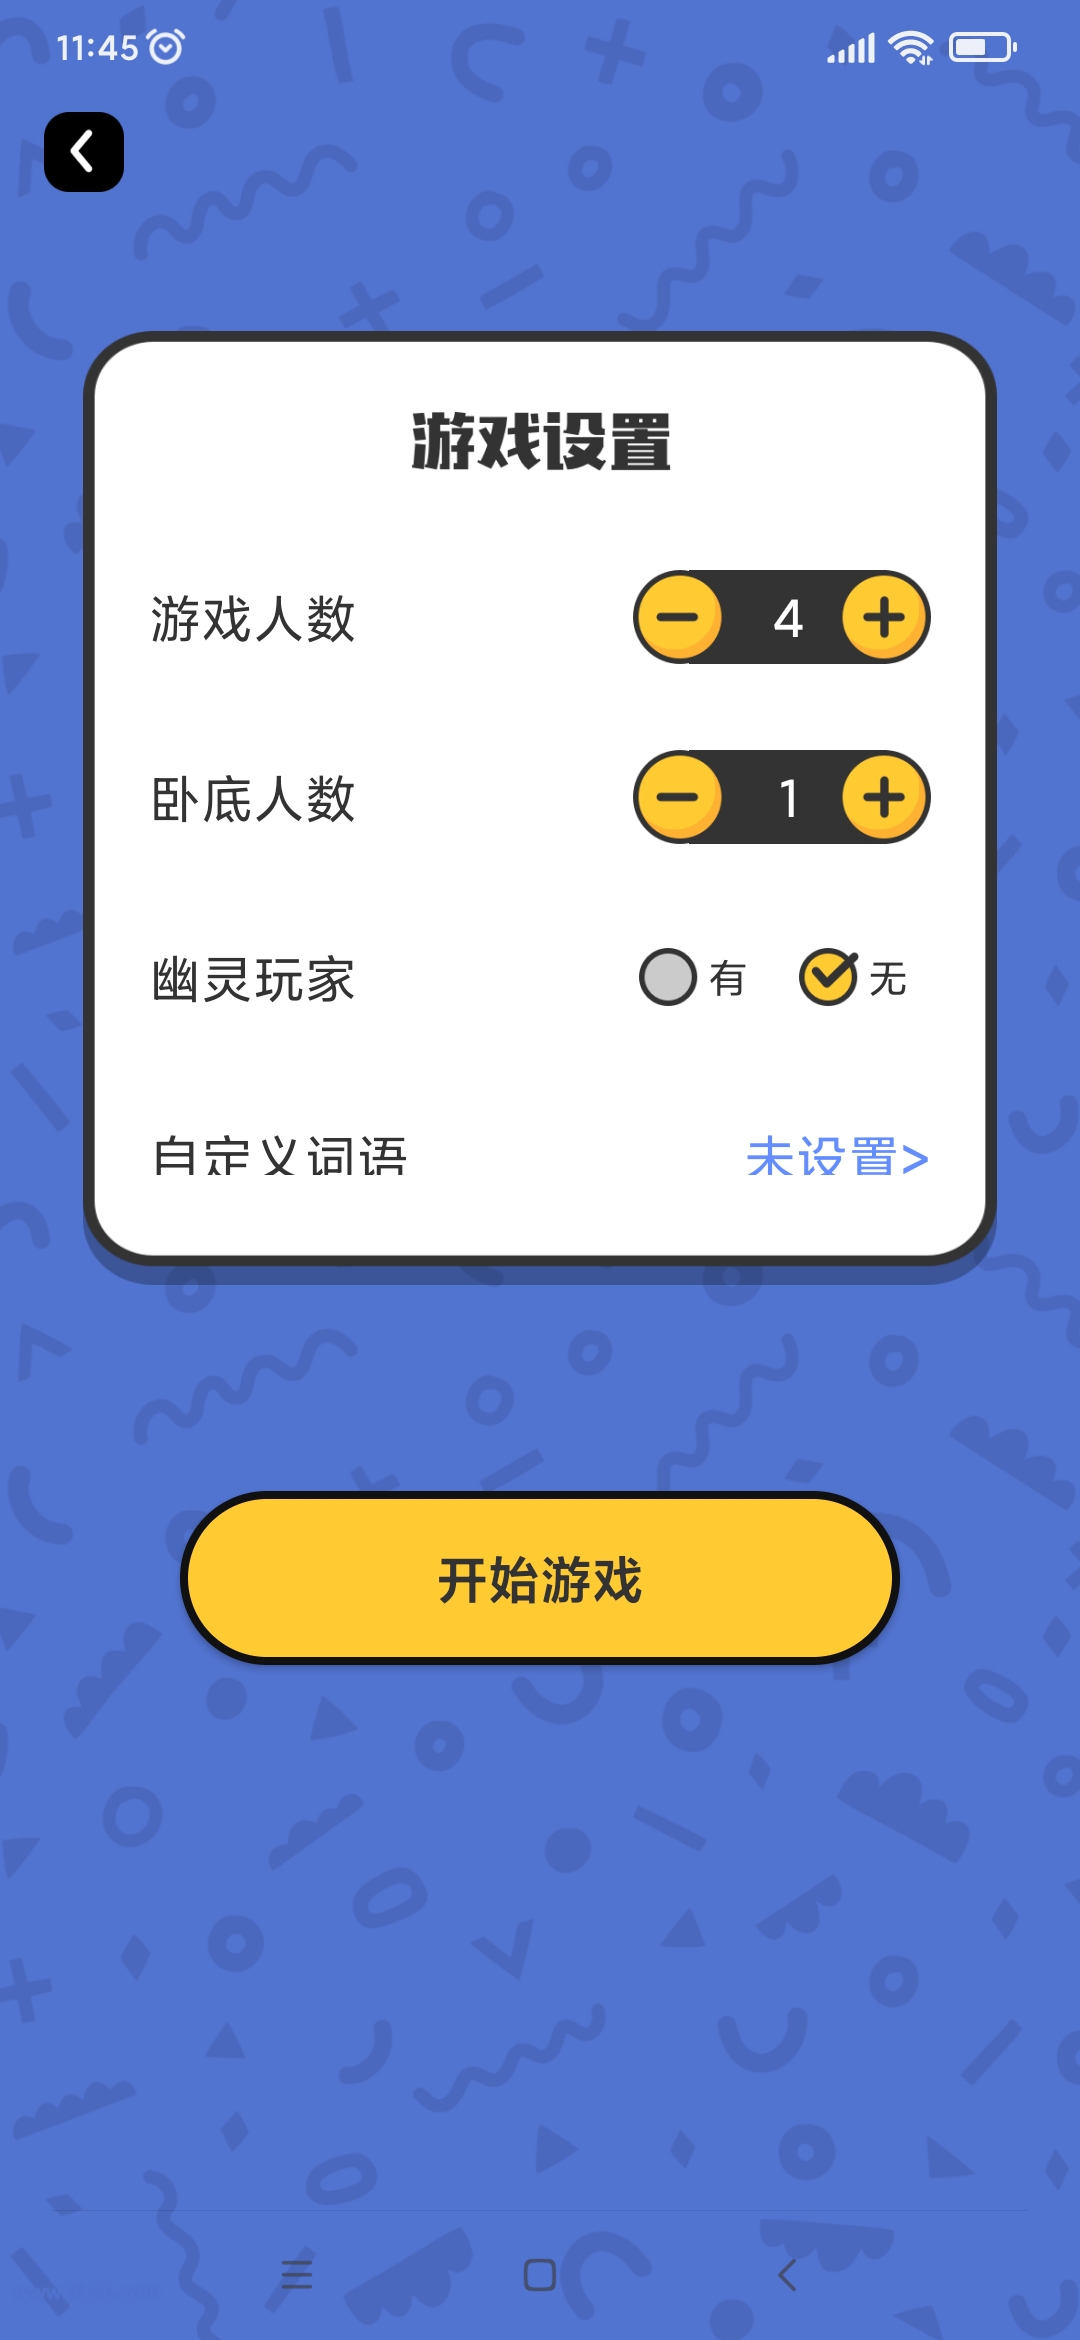 11:45
游戏设置
游戏人数 4
卧底人数 1
幽灵玩家 有 无
自定义词语 未设置>
开始游戏